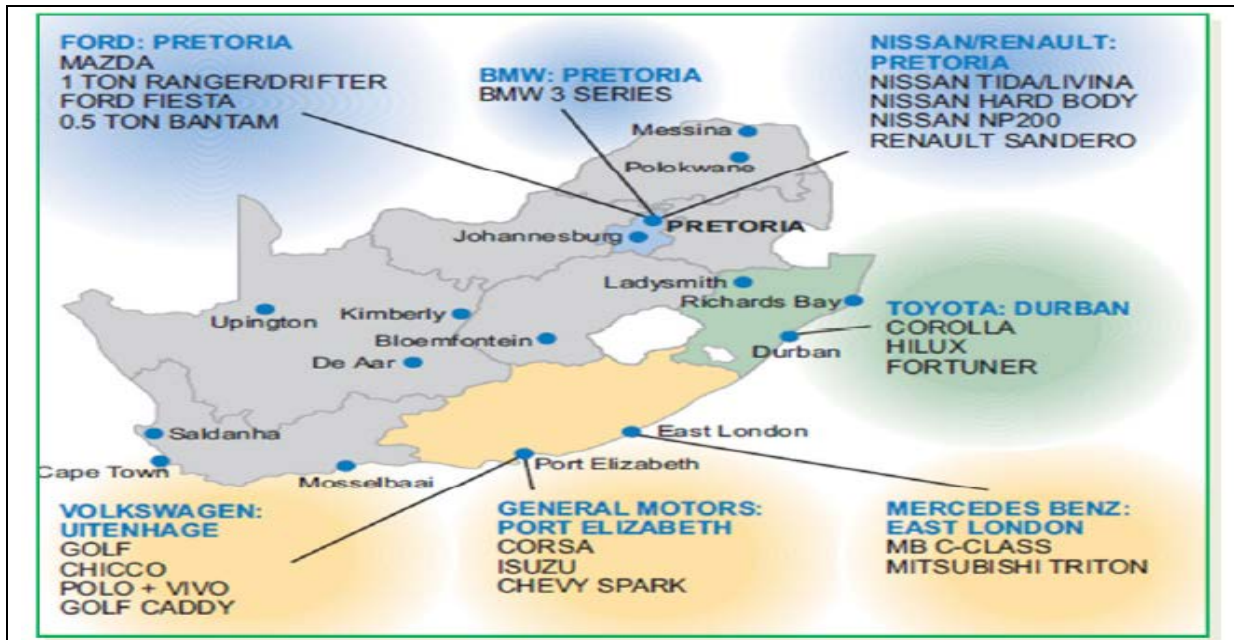 FORD: PRETORIA
MAZDA
1 TON RANGER/DRIFTER
FORD FIESTA
0.5 TON BANTAM
BMW: PRETORIA
BMW 3 SERIES
NISSAN/RENAULT:
PRETORIA
NISSAN TIDA/LIVINA
NISSAN HARD BODY
NISSAN NP200
RENAULT SANDERO
Messina
Polokwane
PRETORIA
Johannesburg
Ladysmith
Richards Bay
Upington
Kimberly
Bloemfontein
Durban
De Aar
TOYOTA: DURBAN
COROLLA
HILUX
FORTUNER
Saldanha
East London
Cape Town
Mosselbaai
Port Elizabeth
VOLKSWAGEN:
UITENHAGE
GOLF
CHICCO
POLO + VIVO
GOLF CADDY
GENERAL MOTORS:
PORT ELIZABETH
CORSA
ISUZU
CHEVY SPARK
MERCEDES BENZ:
EAST LONDON
MB C-CLASS
MITSUBISHI TRITON